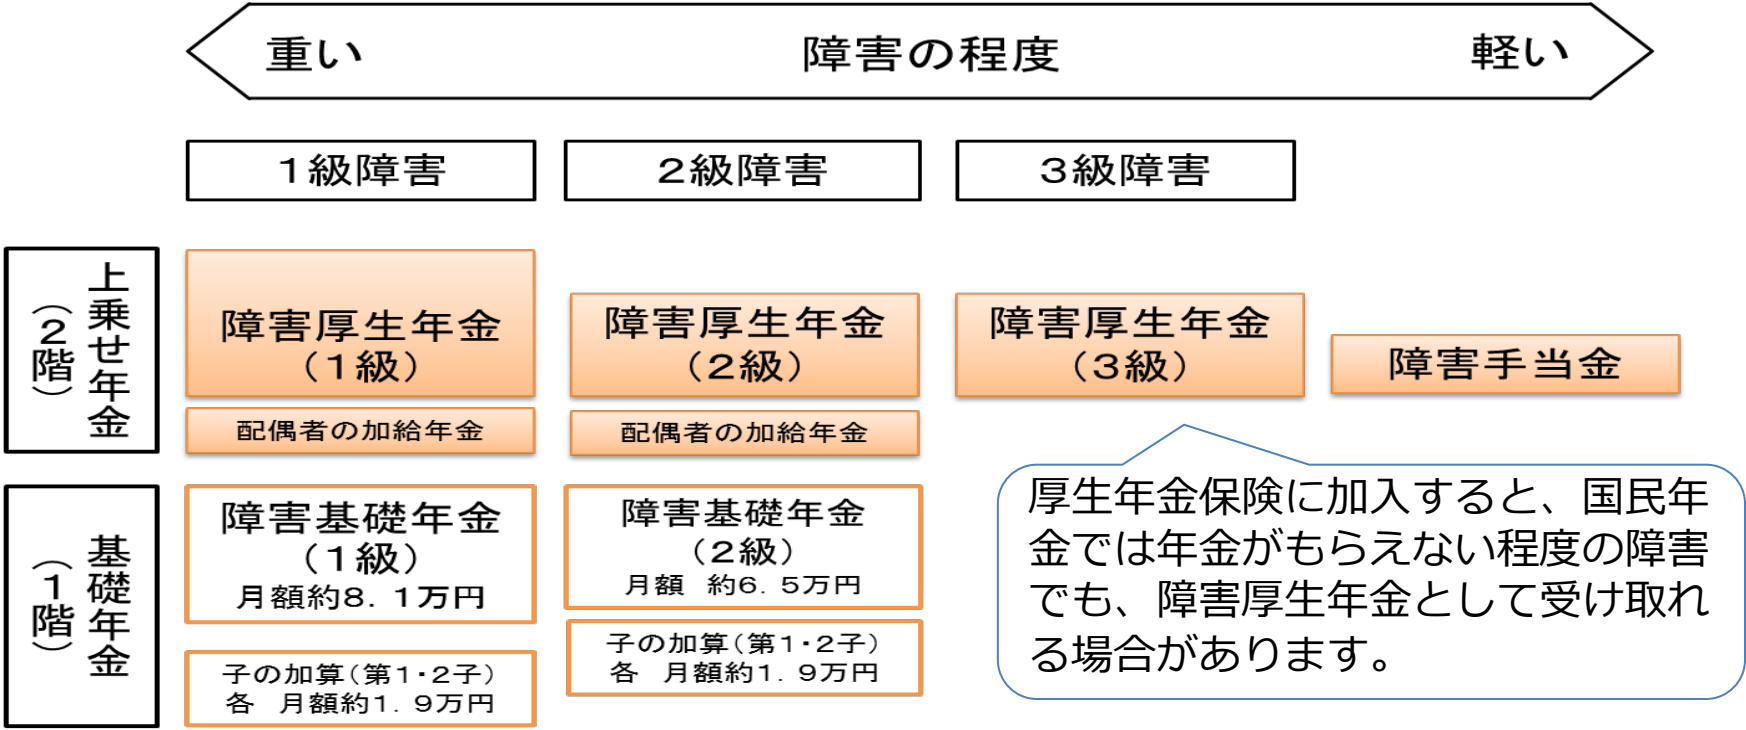 重い　障害の程度　軽い
1級障害　2級障害　3級障害
上乗せ年金
（2階）
障害厚生年金
（1級）
配偶者の加給年金
障害厚生年金
（2級）
配偶者の加給年金
障害厚生年金
（3級）
障害手当金
基礎年金
（1階）
障害基礎年金
（1級）
月額約8．1万円
子の加算（第1・2子）
各　月額約1．9万円
障害基礎年金
（2級）
月額　約6．5万円
子の加算（第1・2子）
各　月額約1．9万円
厚生年金保険に加入すると、国民年
金では年金がもらえない程度の障害
でも、障害厚生年金として受け取れ
る場合があります。